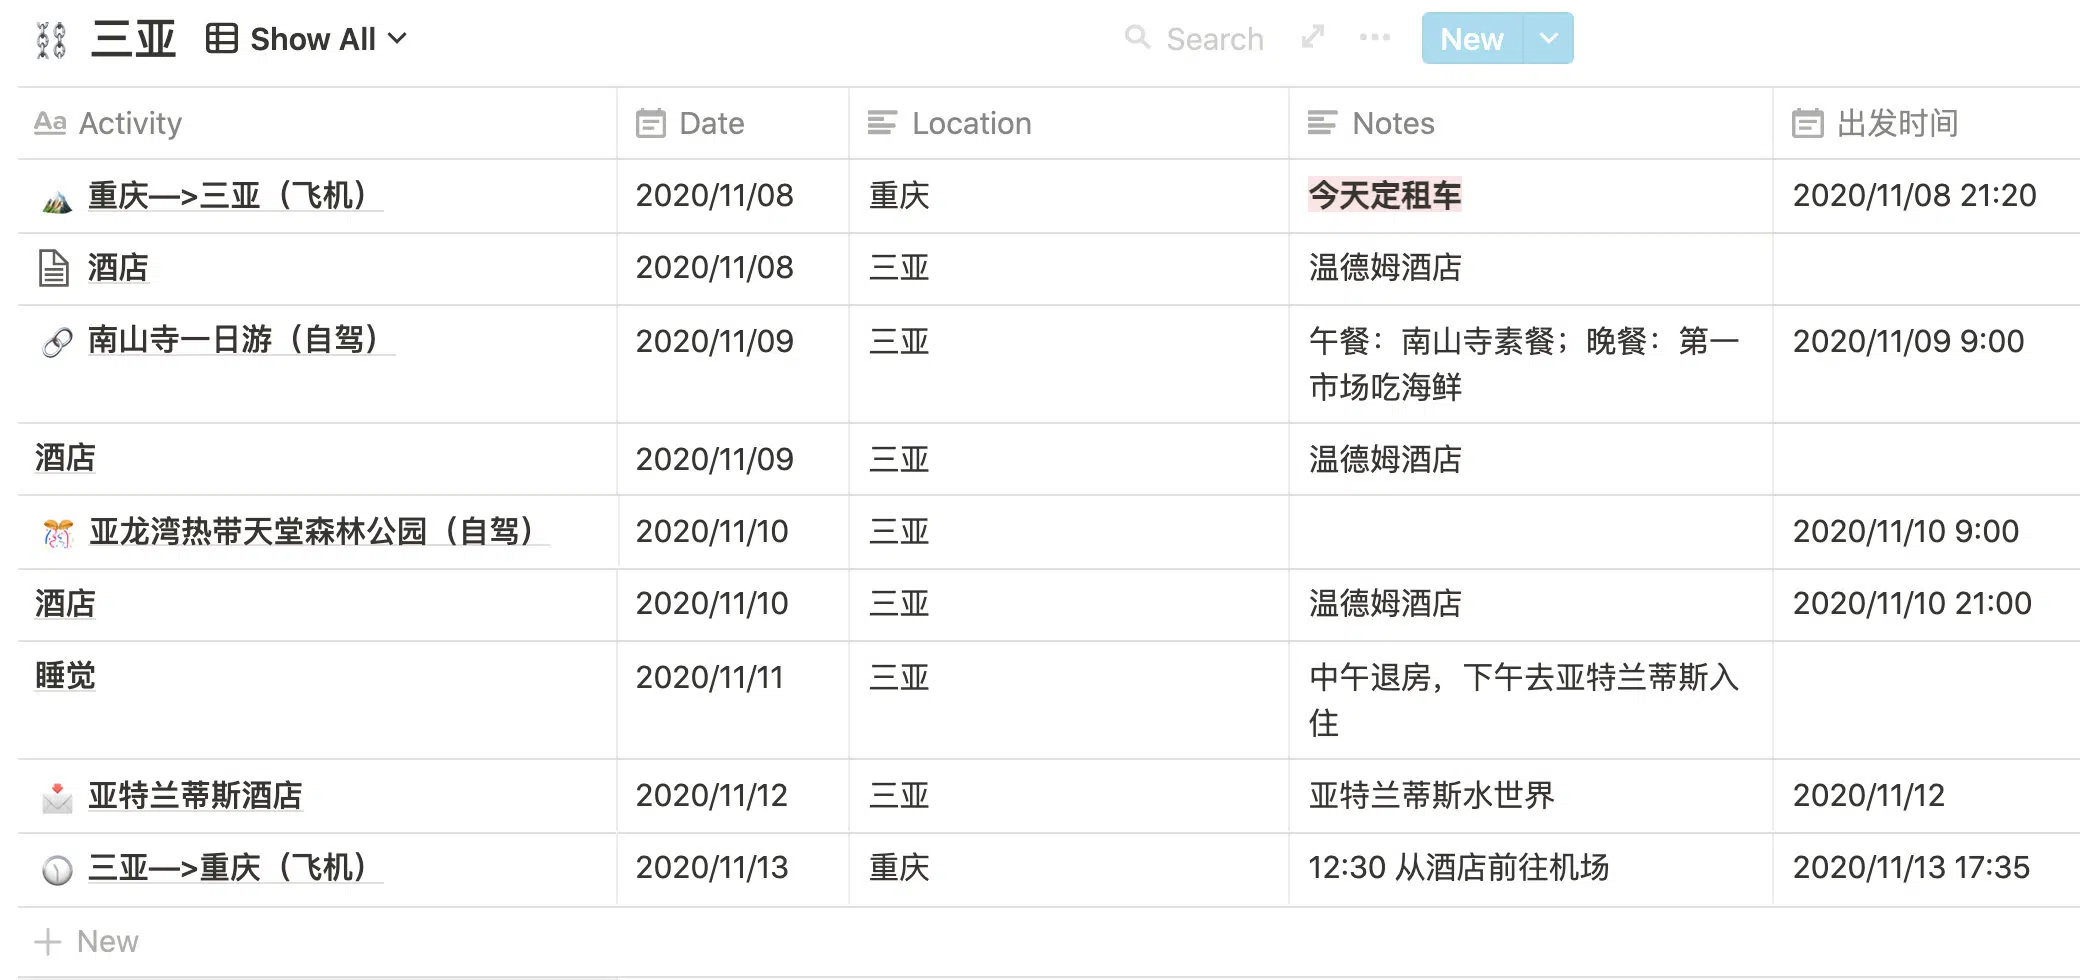 三亚 Show All Search New
Activity Date Location Notes 出发时间
重庆—>三亚（飞机） 2020/11/08 重庆 今天定租车 2020/11/08 21:20
酒店 2020/11/08 三亚 温德姆酒店
南山寺一日游（自驾） 2020/11/09 三亚 午餐：南山寺素餐；晚餐：第一 2020/11/09 9:00
市场吃海鲜
酒店 2020/11/09 三亚 温德姆酒店
亚龙湾热带天堂森林公园（自驾） 2020/11/10 三亚 2020/11/10 9:00
酒店 2020/11/10 三亚 温德姆酒店 2020/11/10 21:00
睡觉 2020/11/11 三亚 中午退房，下午去亚特兰蒂斯入
住
亚特兰蒂斯酒店 2020/11/12 三亚 亚特兰蒂斯水世界 2020/11/12
三亚—>重庆（飞机） 2020/11/13 重庆 12:30 从酒店前往机场 2020/11/13 17:35
New